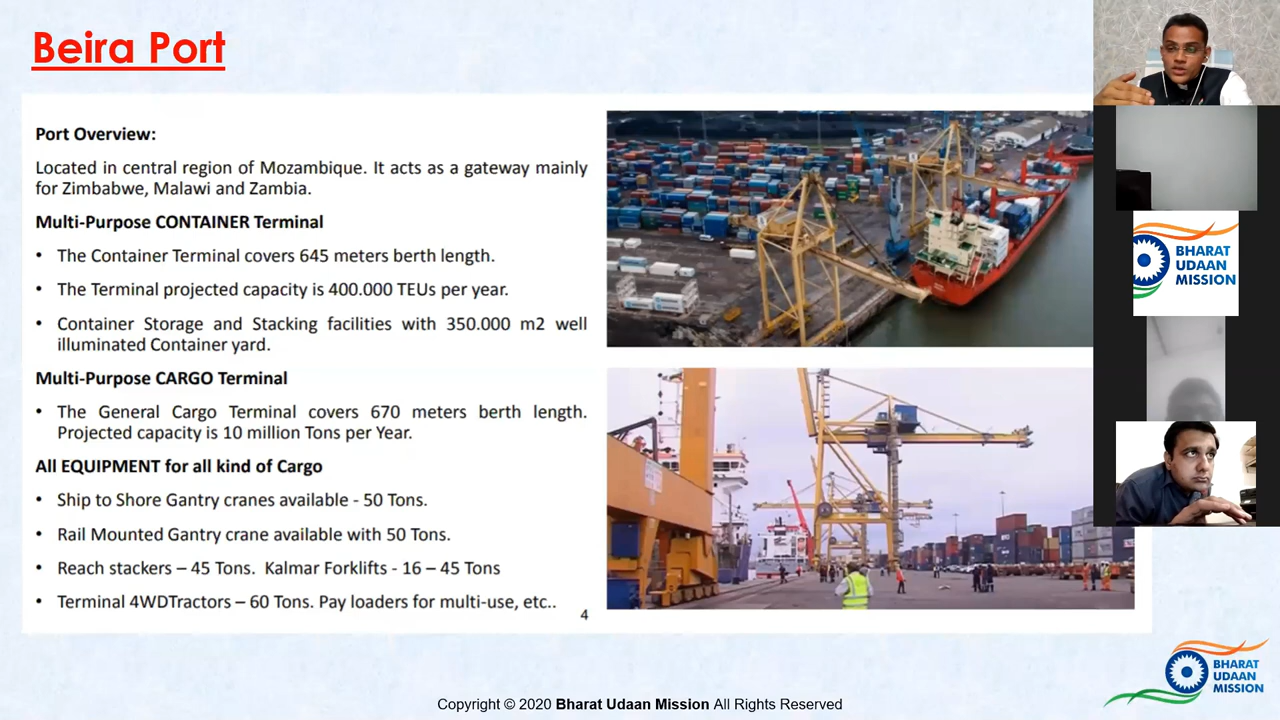 Beira Port
Port Overview:
Located in central region of Mozambique. It acts as a gateway mainly
for Zimbabwe, Malawi and Zambia.
Multi-Purpose CONTAINER Terminal
• The Container Terminal covers 645 meters berth length.
• The Terminal projected capacity is 400.000 TEUs per year.
• Container Storage and Stacking facilities with 350.000 m2 well
illuminated Container yard.
Multi-Purpose CARGO Terminal
• The General Cargo Terminal covers 670 meters berth length.
Projected capacity is 10 million Tons per Year.
All EQUIPMENT for all kind of Cargo
• Ship to Shore Gantry cranes available - 50 Tons.
• Rail Mounted Gantry crane available with 50 Tons.
• Reach stackers – 45 Tons. Kalmar Forklifts - 16 – 45 Tons
• Terminal 4WDTractors – 60 Tons. Pay loaders for multi-use, etc..
4
BHARAT
UDAAN
MISSION
BHARAT
UDAAN
MISSION
Copyright © 2020 Bharat Udaan Mission All Rights Reserved